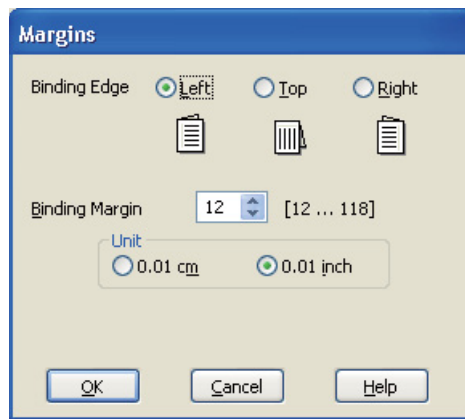 Margins
Binding Edge Left Top Right
Binding Margin 12 [12 ... 118]
Unit
0.01 cm 0.01 inch
OK Cancel Help